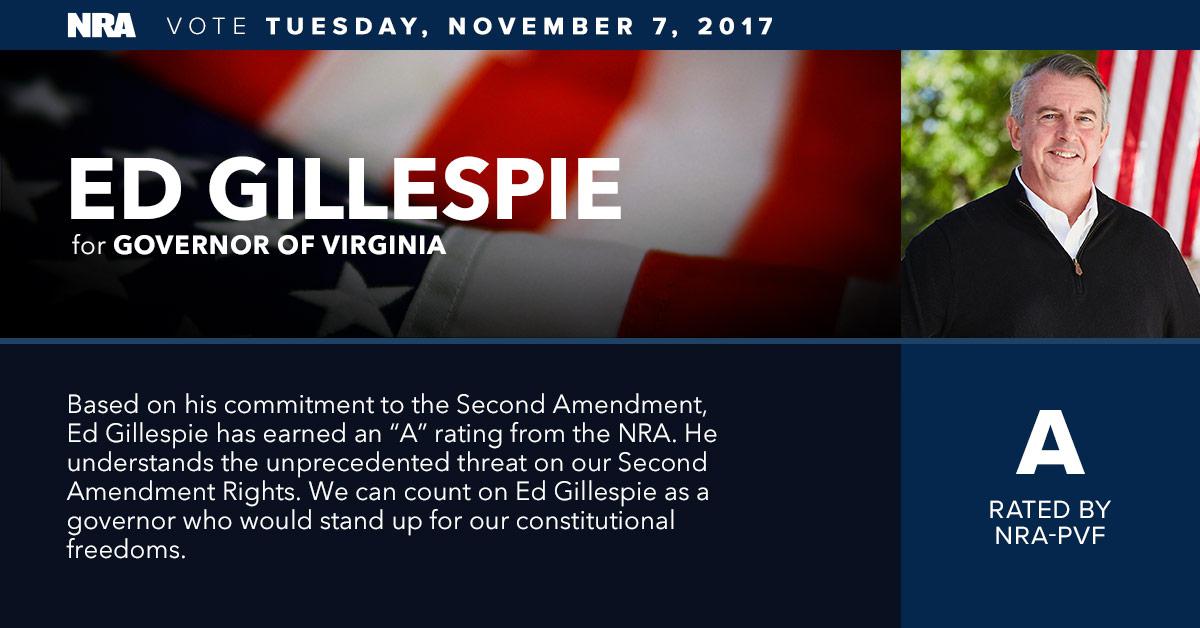 NRA VOTE TUESDAY, NOVEMBER 7, 2017
ED GILLESPIE
for GOVERNOR OF VIRGINIA
Based on his commitment to the Second Amendment,
Ed Gillespie has earned an “A” rating from the NRA. He
understands the unprecedented threat on our Second
Amendment Rights. We can count on Ed Gillespie as a
governor who would stand up for our constitutional
freedoms.
A
RATED BY
NRA-PVF